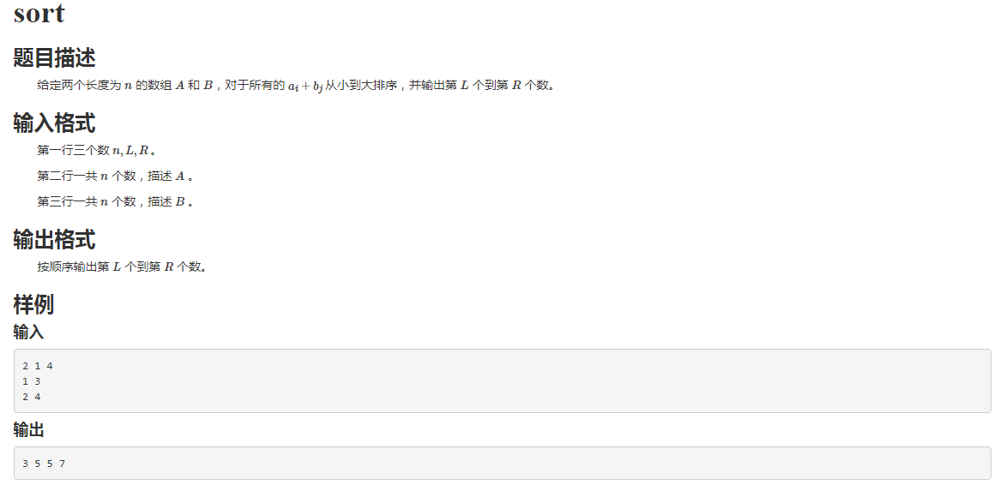 sort
题目描述
给定两个长度为 n 的数组 A 和 B，对于所有的 a_i + b_j 从小到大排序，并输出第 L 个到第 R 个数。
输入格式
第一行三个数 n, L, R 。
第二行一共 n 个数，描述 A 。
第三行一共 n 个数，描述 B 。
输出格式
按顺序输出第 L 个到第 R 个数。
样例
输入
2 1 4
1 3
2 4
输出
3 5 5 7